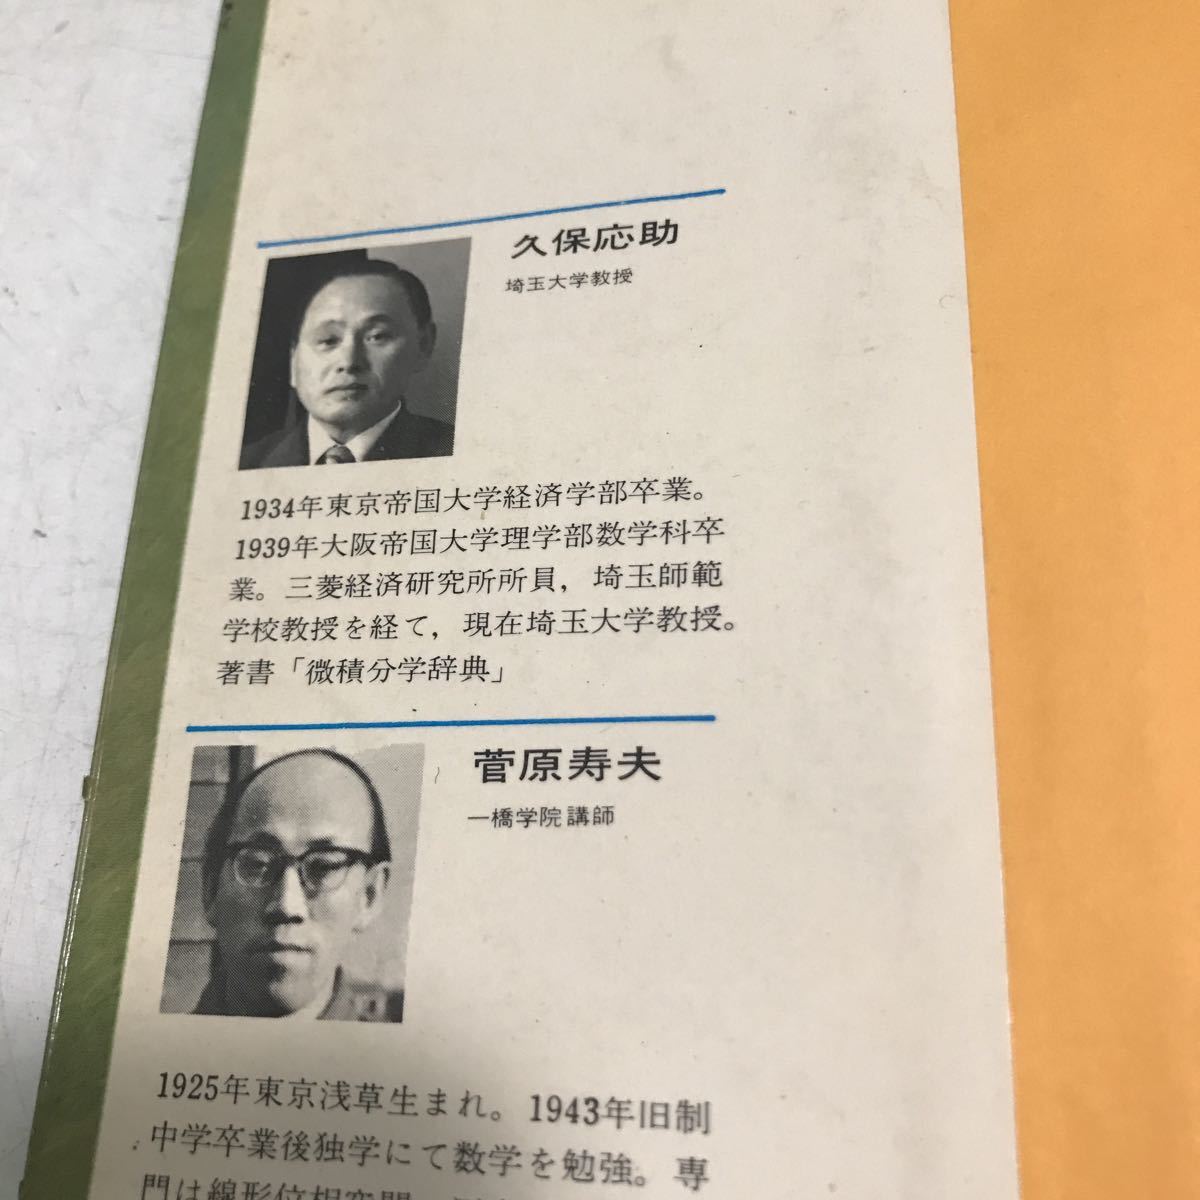 久保応助
埼玉大学教授
1934年東京帝国大学経済学部卒業。
1939年大阪帝国大学理学部数学科卒
業。三菱経済研究所所員，埼玉師範
学校教授を経て，現在埼玉大学教授。
著書「微積分学辞典」
菅原寿夫
一橋学院講師
1925年東京浅草生まれ。1943年旧制
中学卒業後独学にて数学を勉強。専
門は線形位相空間